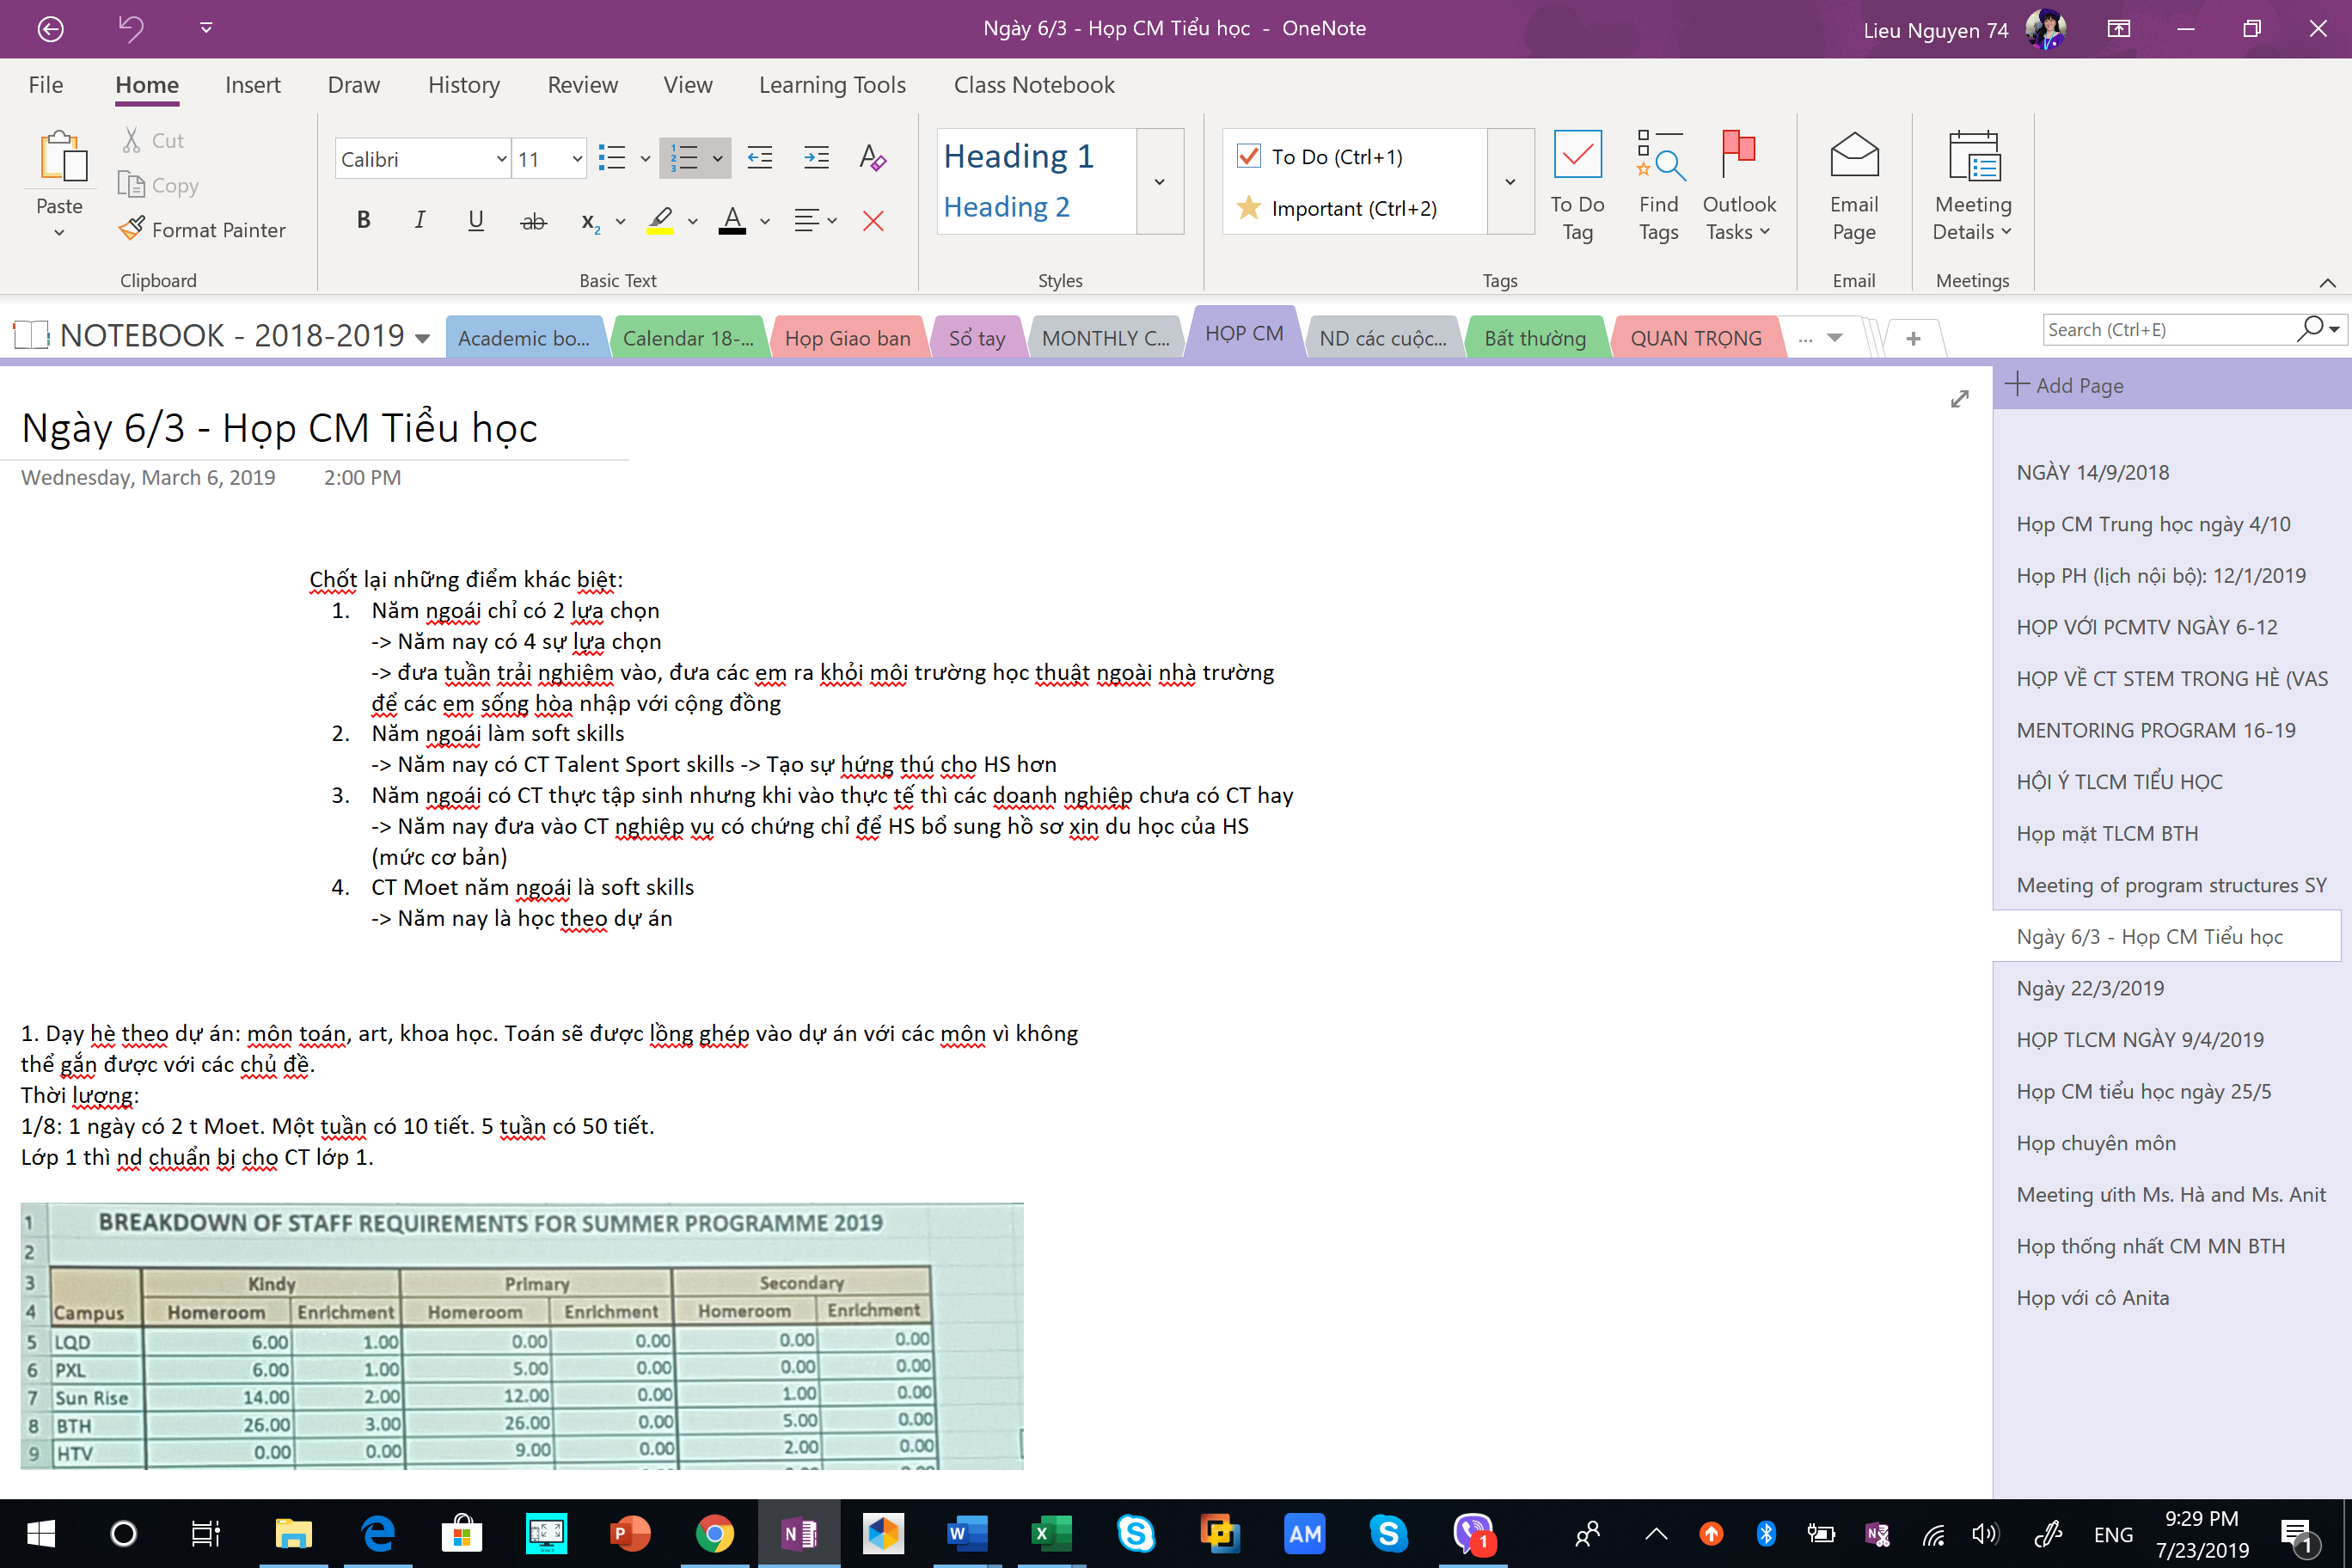 Ngày 6/3 - Họp CM Tiểu học - OneNote
Lieu Nguyen 74
File Home Insert Draw History Review View Learning Tools Class Notebook
Paste
Cut
Copy
Format Painter
Clipboard
Calibri 11
Basic Text
Heading 1
Heading 2
Styles
To Do (Ctrl+1)
Important (Ctrl+2)
To Do Tag
Find Tags
Outlook Tasks
Tags
Email Page
Email
Meeting Details
Meetings
NOTEBOOK - 2018-2019
Academic bo...
Calendar 18-...
Họp Giao ban
Sổ tay
MONTHLY C...
HỌP CM
ND các cuộc...
Bất thường
QUAN TRỌNG
...
Search (Ctrl+E)
Ngày 6/3 - Họp CM Tiểu học
Wednesday, March 6, 2019 2:00 PM
Chốt lại những điểm khác biệt:
1. Năm ngoái chỉ có 2 lựa chọn
-> Năm nay có 4 sự lựa chọn
-> đưa tuần trải nghiệm vào, đưa các em ra khỏi môi trường học thuật ngoài nhà trường
để các em sống hòa nhập với cộng đồng
2. Năm ngoái làm soft skills
-> Năm nay có CT Talent Sport skills -> Tạo sự hứng thú cho HS hơn
3. Năm ngoái có CT thực tập sinh nhưng khi vào thực tế thì các doanh nghiệp chưa có CT hay
-> Năm nay đưa vào CT nghiệp vụ có chứng chỉ để HS bổ sung hồ sơ xin du học của HS
(mức cơ bản)
4. CT Moet năm ngoái là soft skills
-> Năm nay là học theo dự án
1. Dạy hè theo dự án: môn toán, art, khoa học. Toán sẽ được lồng ghép vào dự án với các môn vì không
thể gắn được với các chủ đề.
Thời lượng:
1/8: 1 ngày có 2 t Moet. Một tuần có 10 tiết. 5 tuần có 50 tiết.
Lớp 1 thì nd chuẩn bị cho CT lớp 1.
1 BREAKDOWN OF STAFF REQUIREMENTS FOR SUMMER PROGRAMME 2019
2
3 Kindy Primary Secondary
4 Campus Homeroom Enrichment Homeroom Enrichment Homeroom Enrichment
5 LQD 6.00 1.00 0.00 0.00 0.00 0.00
6 PXL 6.00 1.00 5.00 0.00 0.00 0.00
7 Sun Rise 14.00 2.00 12.00 0.00 1.00 0.00
8 BTH 26.00 3.00 26.00 0.00 5.00 0.00
9 HTV 0.00 0.00 9.00 0.00 2.00 0.00
Add Page
NGÀY 14/9/2018
Họp CM Trung học ngày 4/10
Họp PH (lịch nội bộ): 12/1/2019
HỌP VỚI PCMTV NGÀY 6-12
HỌP VỀ CT STEM TRONG HÈ (VAS
MENTORING PROGRAM 16-19
HỘI Ý TLCM TIỂU HỌC
Họp mặt TLCM BTH
Meeting of program structures SY
Ngày 6/3 - Họp CM Tiểu học
Ngày 22/3/2019
HỌP TLCM NGÀY 9/4/2019
Họp CM tiểu học ngày 25/5
Họp chuyên môn
Meeting ưith Ms. Hà and Ms. Anit
Họp thống nhất CM MN BTH
Họp với cô Anita
AM
1
ENG
9:29 PM
7/23/2019
1